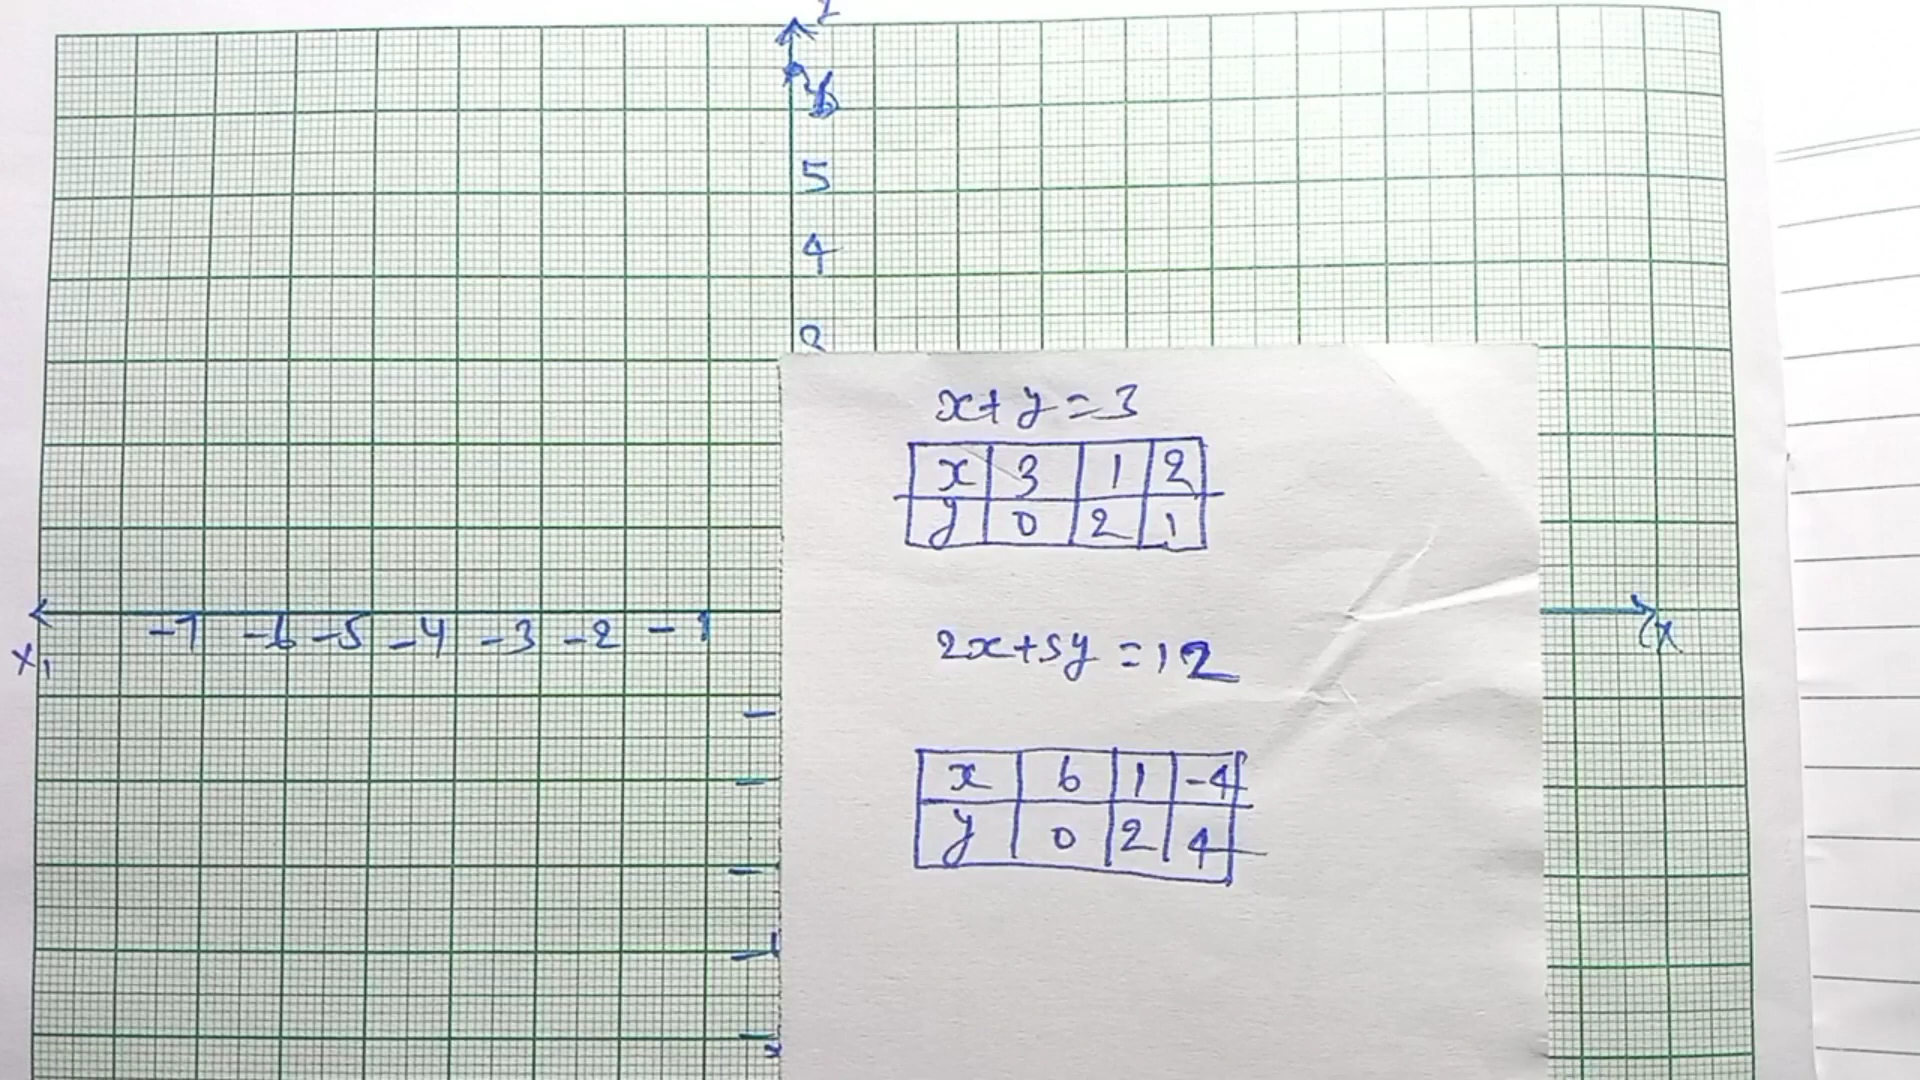 6
5
4
x + y = 3
x 3 1 2
y 0 2 1
-7 -6 -5 -4 -3 -2 -1
x
x1
2x + 5y = 12
x 6 1 -4
y 0 2 4